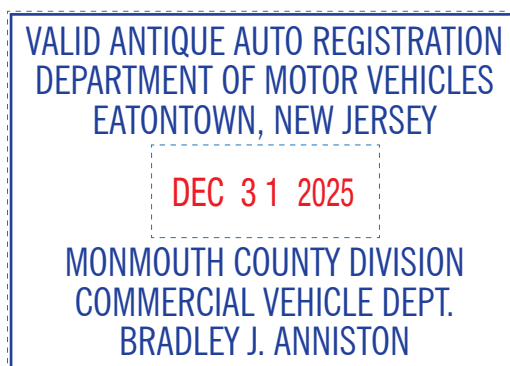 VALID ANTIQUE AUTO REGISTRATION
DEPARTMENT OF MOTOR VEHICLES
EATONTOWN, NEW JERSEY
DEC 31 2025
MONMOUTH COUNTY DIVISION
COMMERCIAL VEHICLE DEPT.
BRADLEY J. ANNISTON